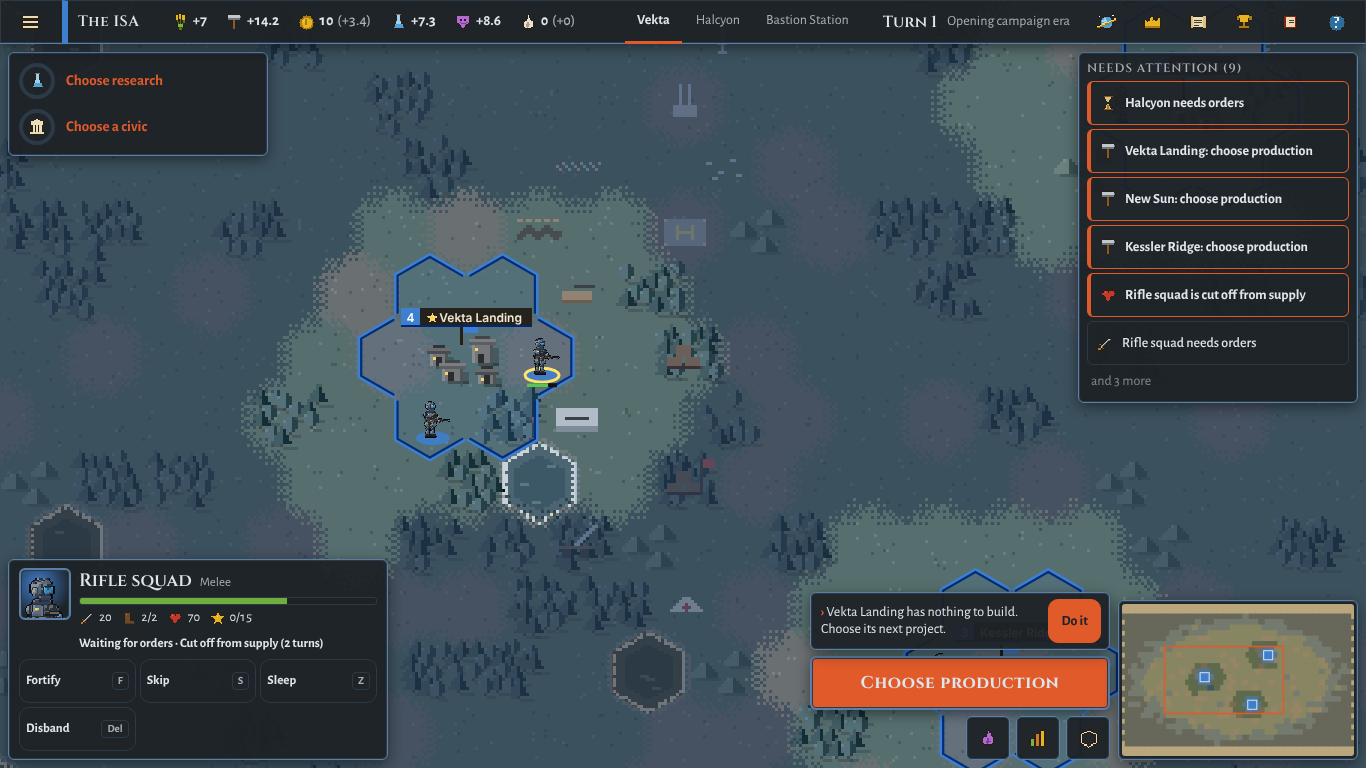 The ISA
+7
+14.2
10 (+3.4)
+7.3
+8.6
0 (+0)
Vekta
Halcyon
Bastion Station
Turn 1
Opening campaign era
?
Choose research
Choose a civic
NEEDS ATTENTION (9)
Halcyon needs orders
Vekta Landing: choose production
New Sun: choose production
Kessler Ridge: choose production
Rifle squad is cut off from supply
Rifle squad needs orders
and 3 more
H
4 Vekta Landing
Rifle squad Melee
20 2/2 70 0/15
Waiting for orders · Cut off from supply (2 turns)
Fortify F
Skip S
Sleep Z
Disband Del
› Vekta Landing has nothing to build.
Choose its next project.
Do it
Choose production